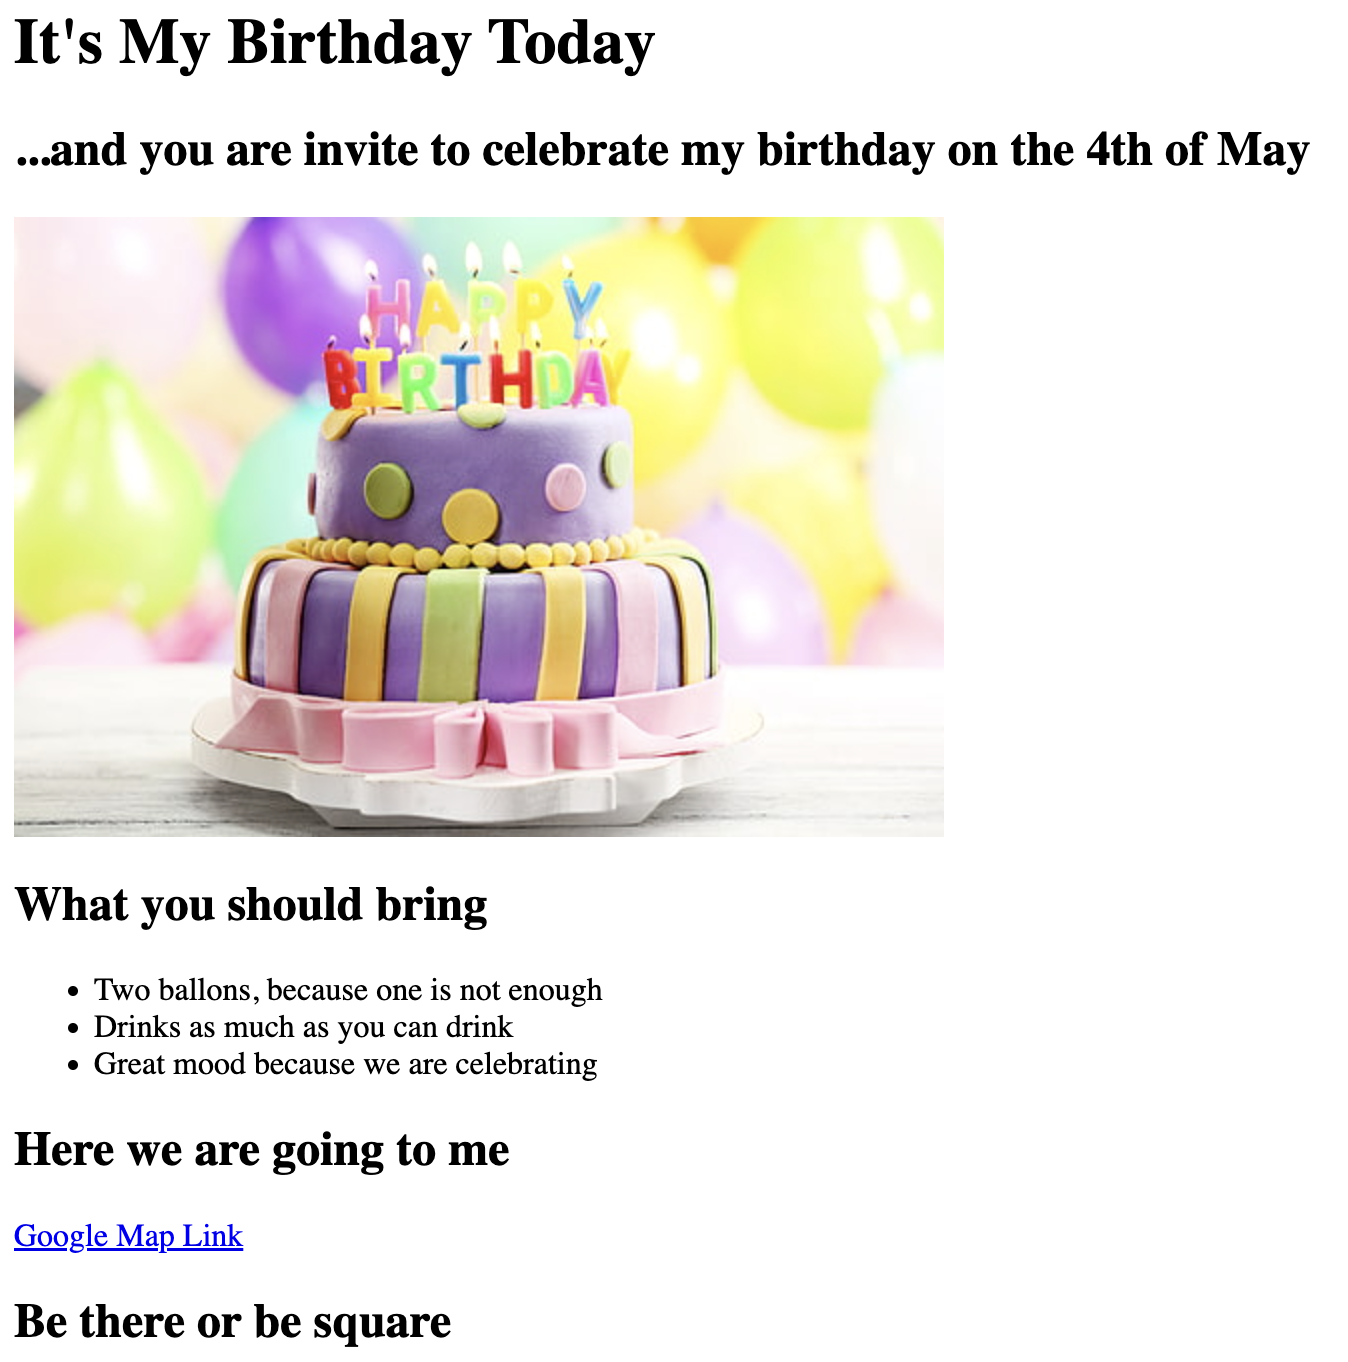 It's My Birthday Today
...and you are invite to celebrate my birthday on the 4th of May
HAPPY
BIRTHDAY
What you should bring
Two ballons, because one is not enough
Drinks as much as you can drink
Great mood because we are celebrating
Here we are going to me
Google Map Link
Be there or be square